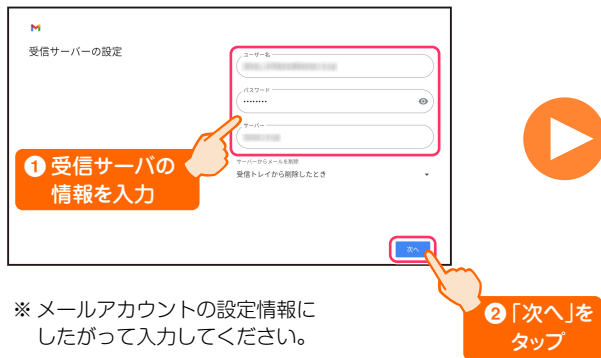 受信サーバーの設定
ユーザー名
パスワード
••••••••
サーバー
サーバーからメールを削除
受信トレイから削除したとき
次へ
❶ 受信サーバの
情報を入力
❷「次へ」を
タップ
※ メールアカウントの設定情報に
したがって入力してください。